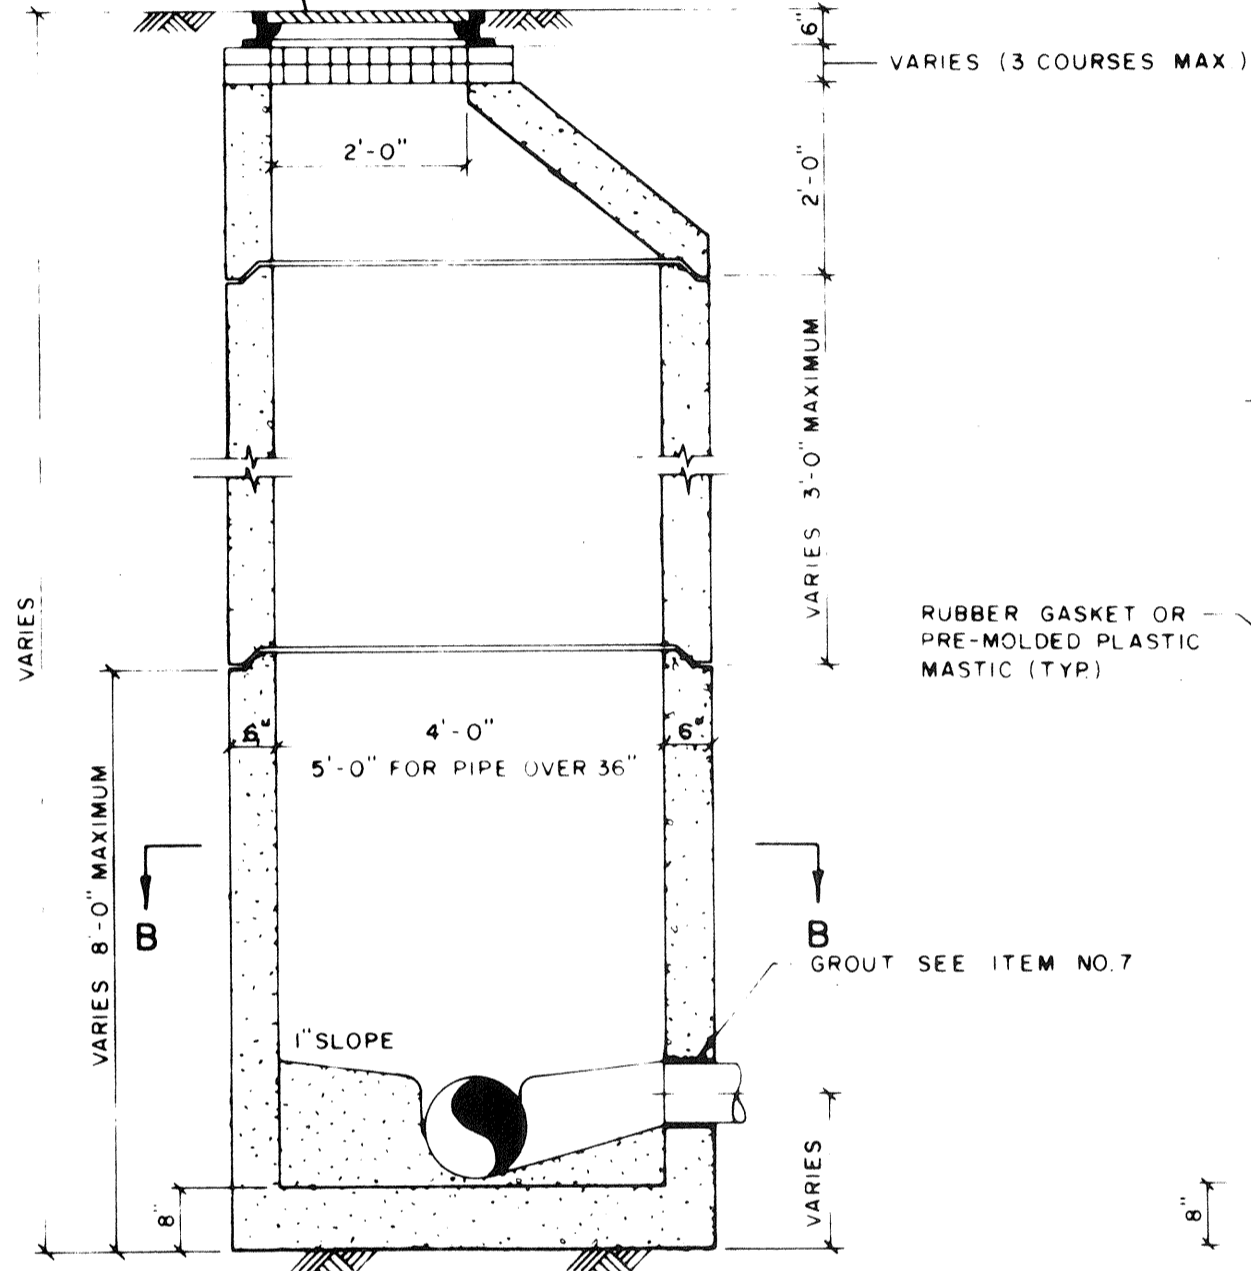 6"
VARIES (3 COURSES MAX.)
2'-0"
2'-0"
VARIES 3'-0" MAXIMUM
VARIES
RUBBER GASKET OR
PRE-MOLDED PLASTIC
MASTIC (TYP.)
6"
4'-0"
6"
5'-0" FOR PIPE OVER 36"
VARIES 8'-0" MAXIMUM
B
B
GROUT SEE ITEM NO. 7
1" SLOPE
VARIES
8"
8"